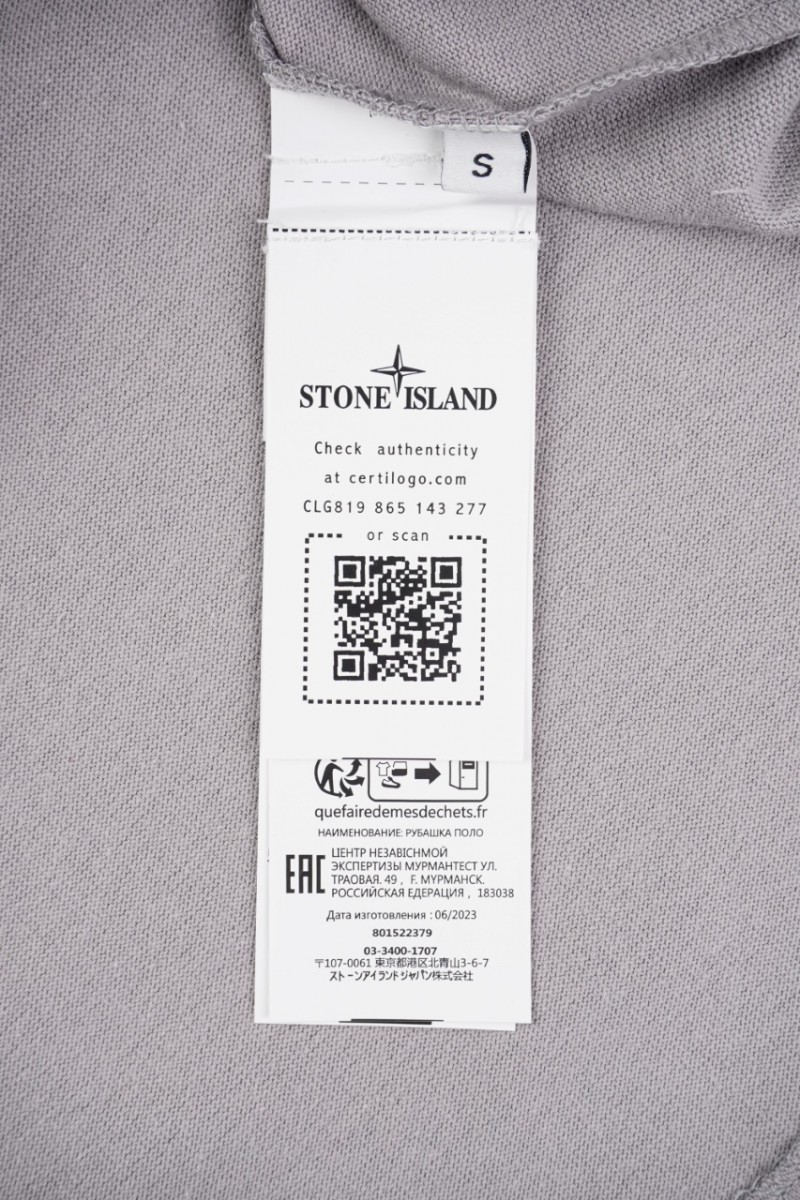 S
STONE ISLAND
Check authenticity
at certilogo.com
CLG819 865 143 277
or scan
quefairedemesdechets.fr
НАИМЕНОВАНИЕ: РУБАШКА ПОЛО
EAC
ЦЕНТР НЕЗАВІСНМОЙ
ЭКСПЕРТИЗЫ МУРМАНТЕСТ УЛ.
ТРАОВАЯ. 49 , F. МУРМАНСК.
РОССИЙСКАЯ ЕДЕРАЦИЯ , 183038
Дата изготовления : 06/2023
801522379
03-3400-1707
〒107-0061 東京都港区北青山3-6-7
ストーンアイランドジャパン株式会社